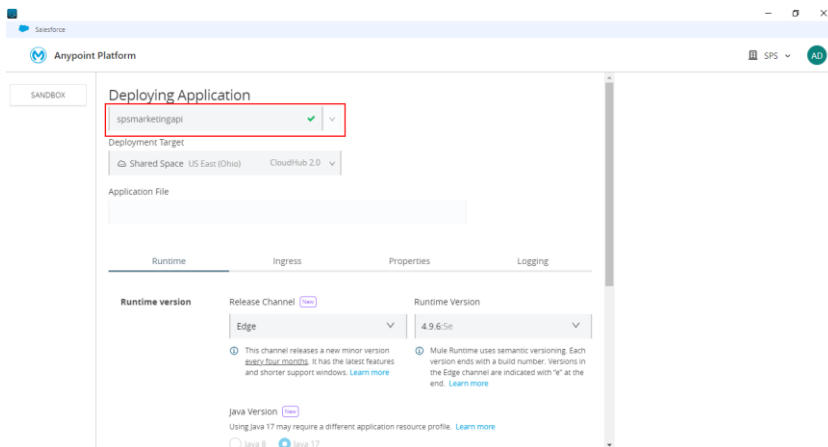 Salesforce
Anypoint Platform
SPS
AD
SANDBOX
Deploying Application
spsmarketingapi
Deployment Target
Shared Space US East (Ohio) CloudHub 2.0
Application File
Runtime Ingress Properties Logging
Runtime version
Release Channel New
Edge
This channel releases a new minor version
every four months. It has the latest features
and shorter support windows. Learn more
Runtime Version
4.9.6:5e
Mule Runtime uses semantic versioning. Each
version ends with a build number. Versions in
the Edge channel are indicated with "e" at the
end. Learn more
Java Version New
Using Java 17 may require a different application resource profile. Learn more
Java 8 Java 17